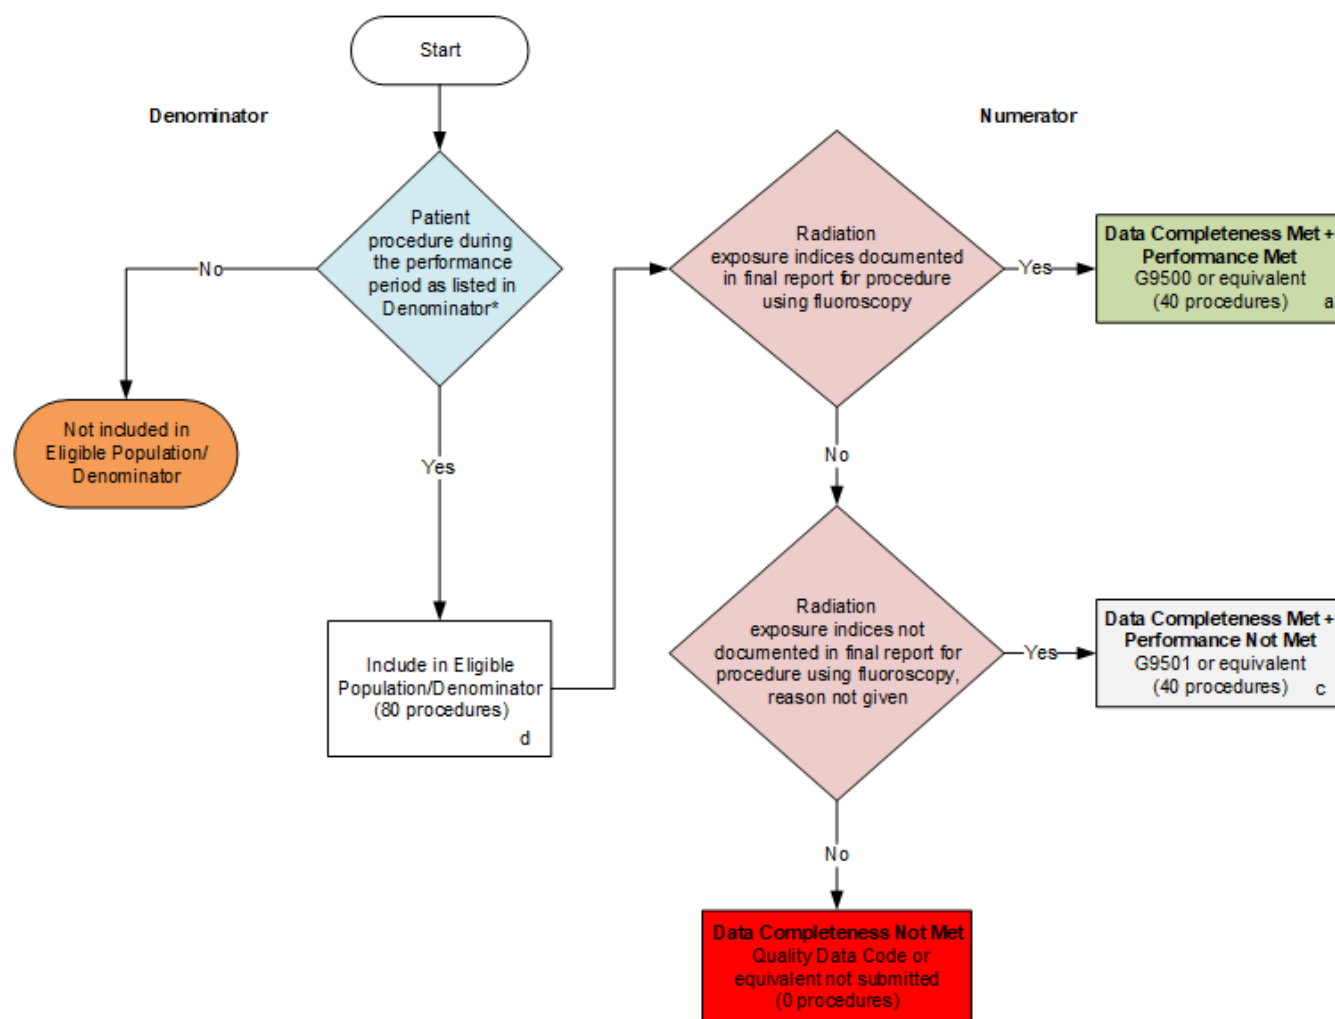 Start
Denominator
Numerator
Patient
procedure during
the performance
period as listed in
Denominator*
No
Not included in
Eligible Population/
Denominator
Yes
Include in Eligible
Population/Denominator
(80 procedures)
d
Radiation
exposure indices documented
in final report for procedure
using fluoroscopy
Yes
Data Completeness Met +
Performance Met
G9500 or equivalent
(40 procedures) a
No
Radiation
exposure indices not
documented in final report for
procedure using fluoroscopy,
reason not given
Yes
Data Completeness Met +
Performance Not Met
G9501 or equivalent
(40 procedures) c
No
Data Completeness Not Met
Quality Data Code or
equivalent not submitted
(0 procedures)